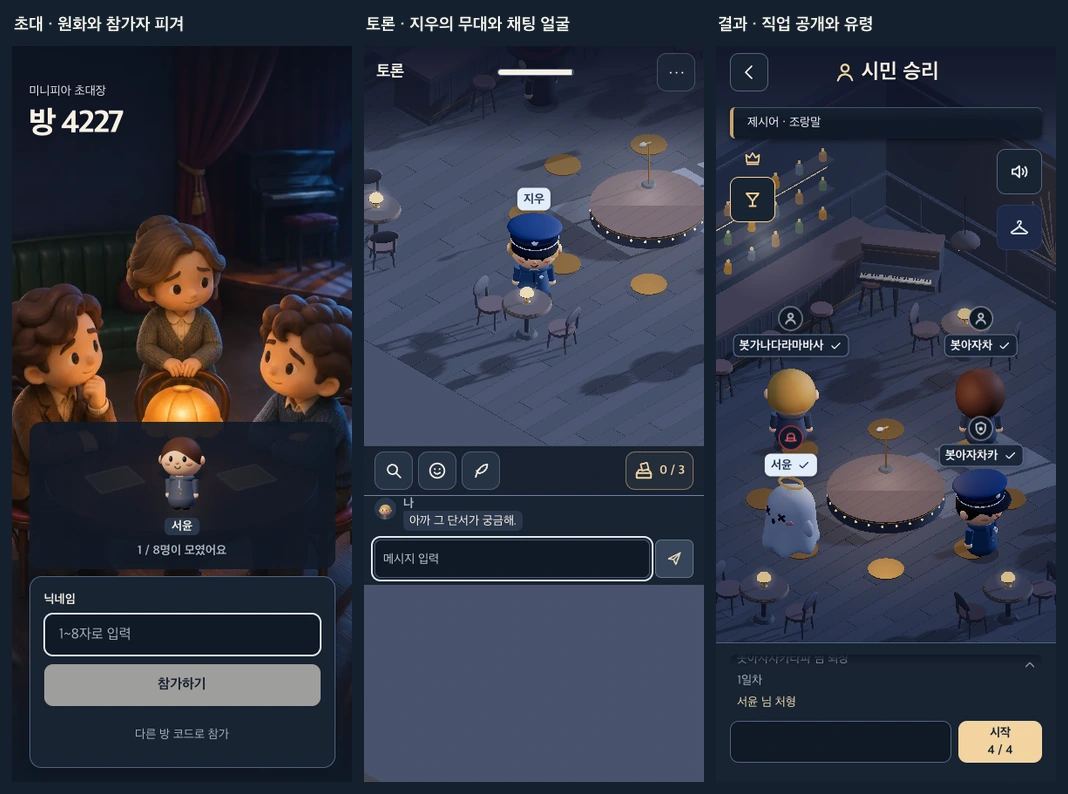 초대 · 원화와 참가자 피겨
미니피아 초대장
방 4227
서윤
1 / 8명이 모였어요
닉네임
1~8자로 입력
참가하기
다른 방 코드로 참가
토론 · 지우의 무대와 채팅 얼굴
토론
지우
0 / 3
나
아까 그 단서가 궁금해.
메시지 입력
결과 · 직업 공개와 유령
시민 승리
제시어 · 조랑말
봇가나다라마바사
봇아자차
봇아자차카
서윤
1일차
서윤 님 처형
시작
4 / 4